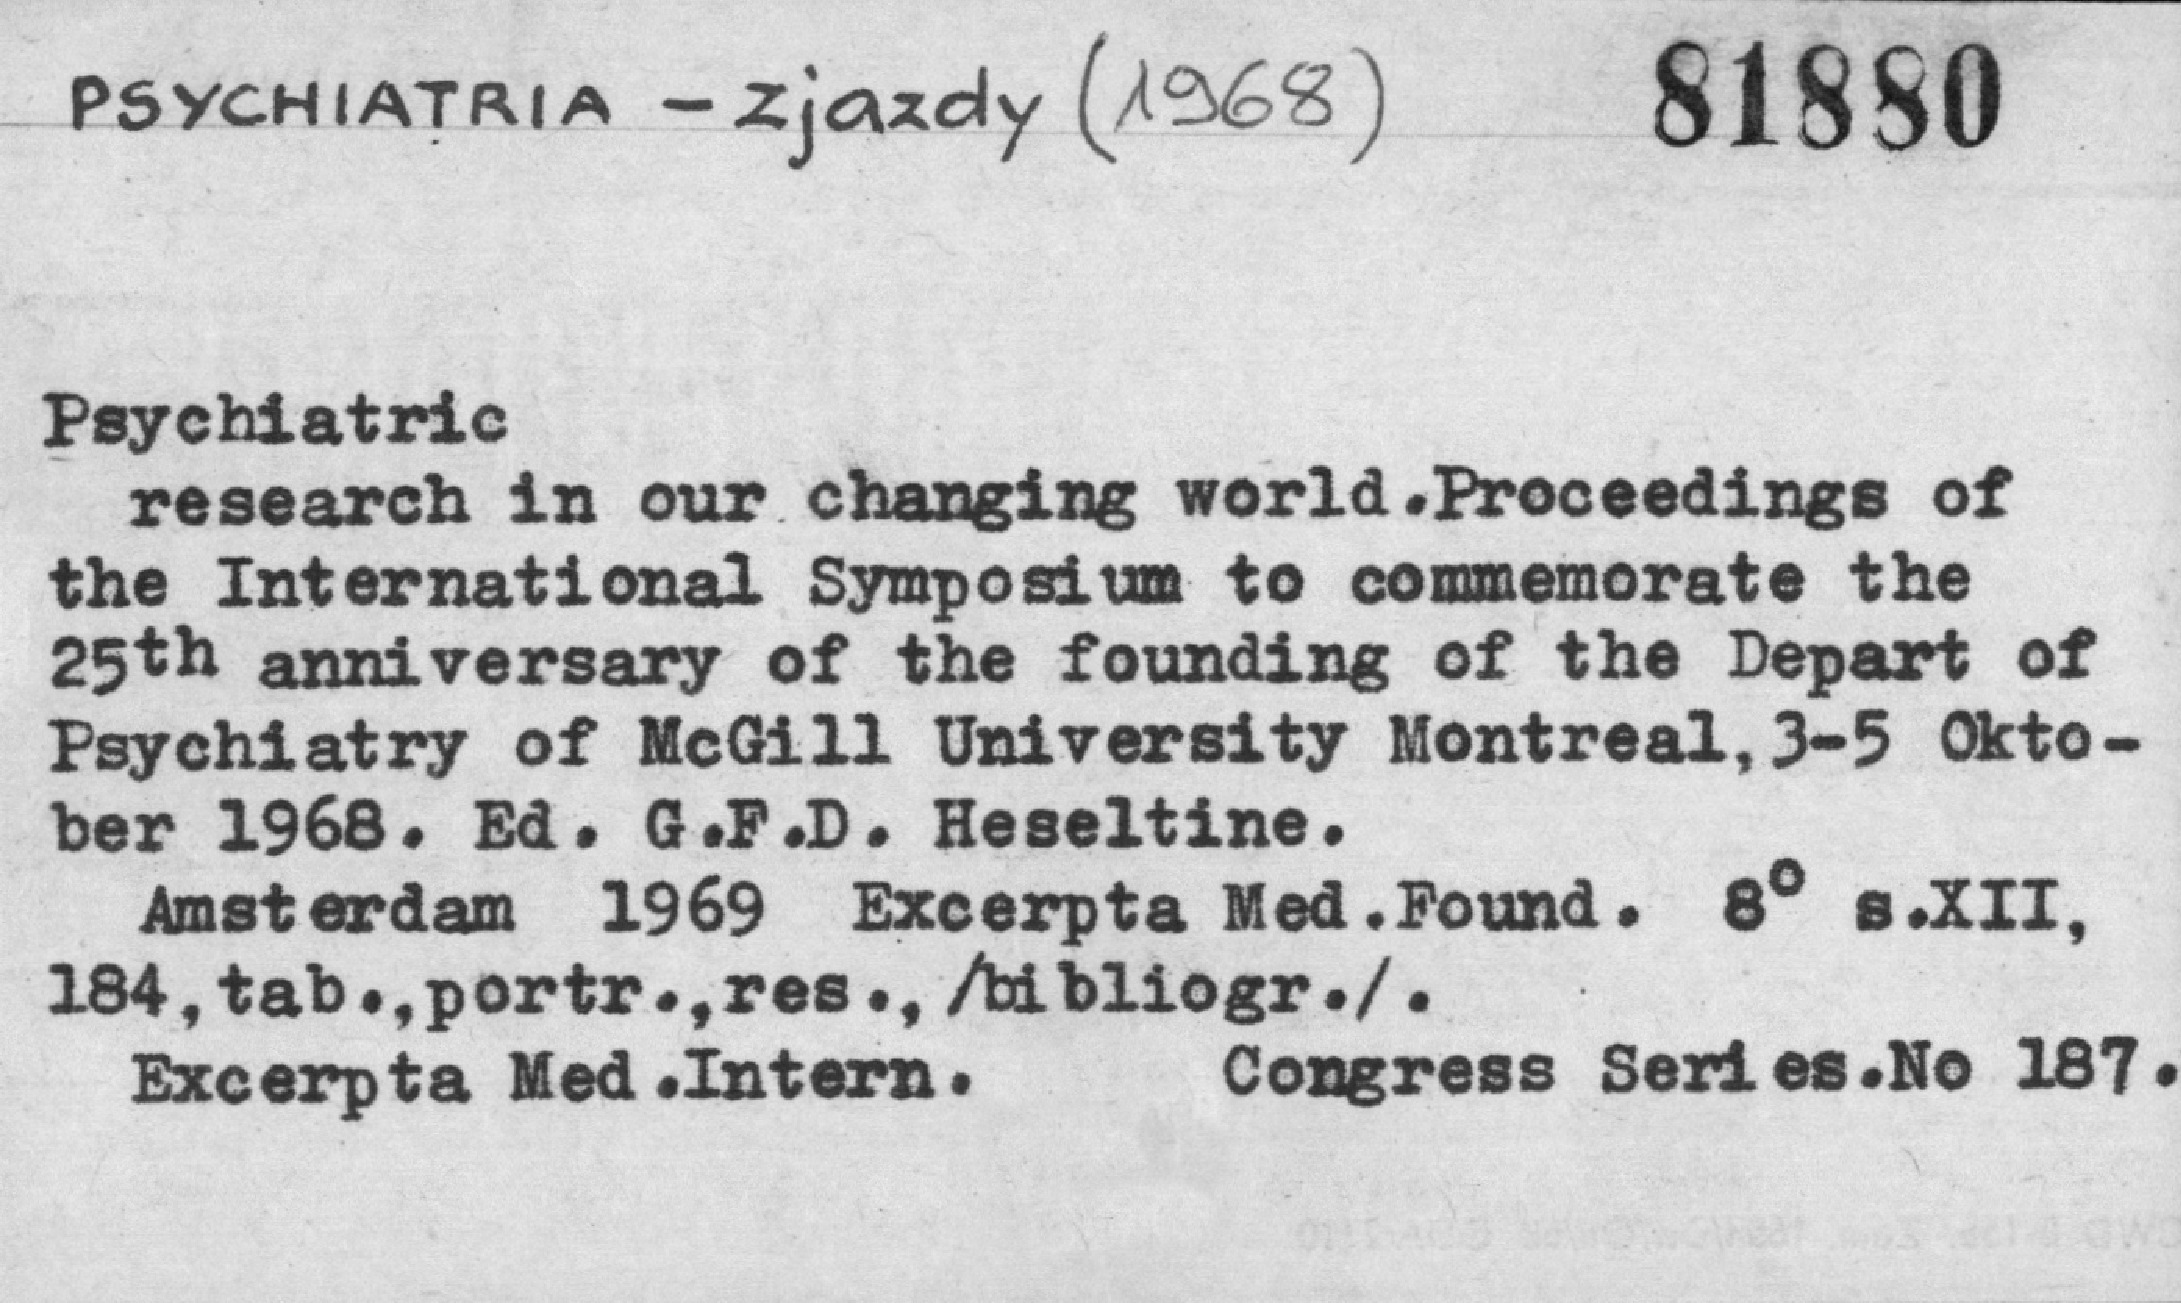 PSYCHIATRIA - zjazdy (1968) 81880
Psychiatric
research in our changing world.Proceedings of
the International Symposium to commemorate the
25th anniversary of the founding of the Depart of
Psychiatry of McGill University Montreal,3-5 Okto-
ber 1968. Ed. G.F.D. Heseltine.
Amsterdam 1969 Excerpta Med.Found. 8° s.XII,
184,tab.,portr.,res.,/bibliogr./.
Excerpta Med.Intern. Congress Series.No 187.